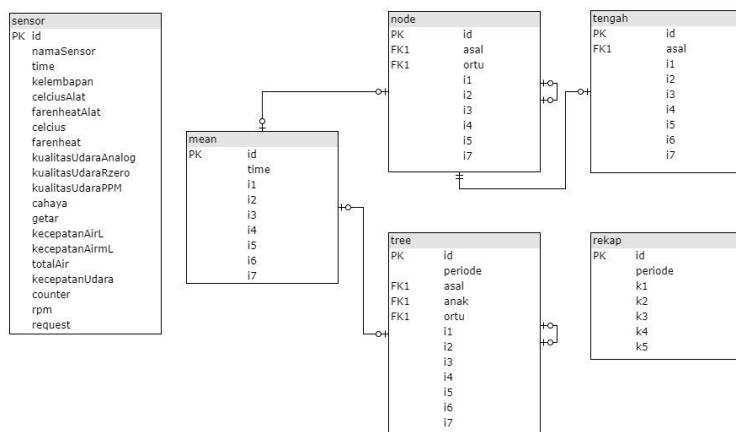 sensor
PK id
namaSensor
time
kelembapan
celciusAlat
farenheatAlat
celcius
farenheat
kualitasUdaraAnalog
kualitasUdaraRzero
kualitasUdaraPPM
cahaya
getar
kecepatanAirL
kecepatanAirmL
totalAir
kecepatanUdara
counter
rpm
request
mean
PK id
time
i1
i2
i3
i4
i5
i6
i7
node
PK id
FK1 asal
FK1 ortu
i1
i2
i3
i4
i5
i7
tengah
PK id
FK1 asal
i1
i2
i3
i4
i5
i6
i7
tree
PK id
periode
FK1 asal
FK1 anak
FK1 ortu
i1
i2
i3
i4
i5
i6
i7
rekap
PK id
periode
k1
k2
k3
k4
k5